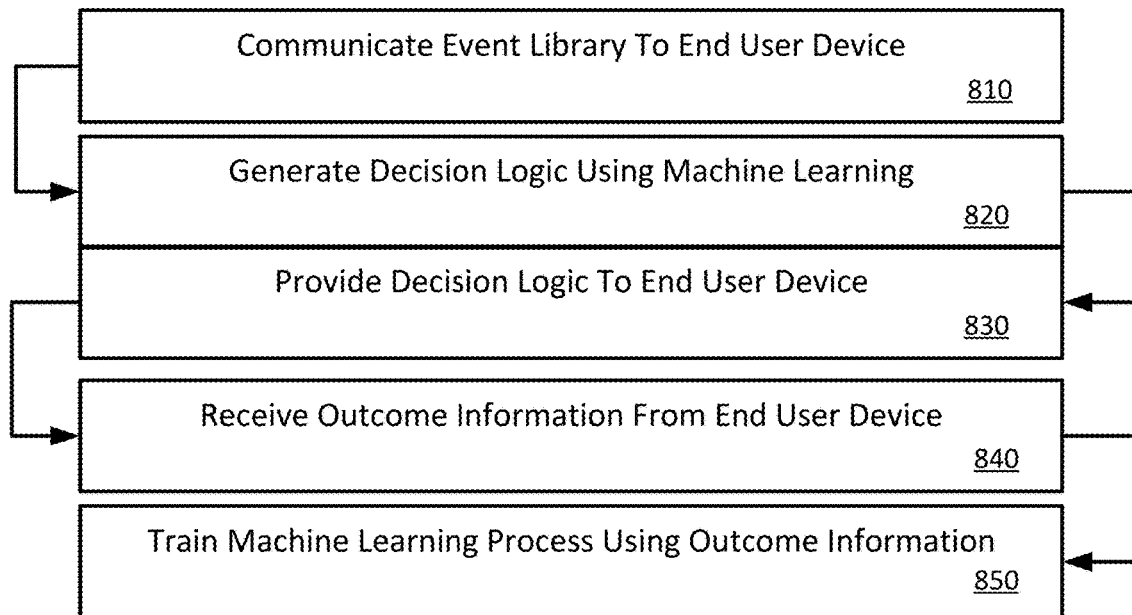 Communicate Event Library To End User Device
810
Generate Decision Logic Using Machine Learning
820
Provide Decision Logic To End User Device
830
Receive Outcome Information From End User Device
840
Train Machine Learning Process Using Outcome Information
850